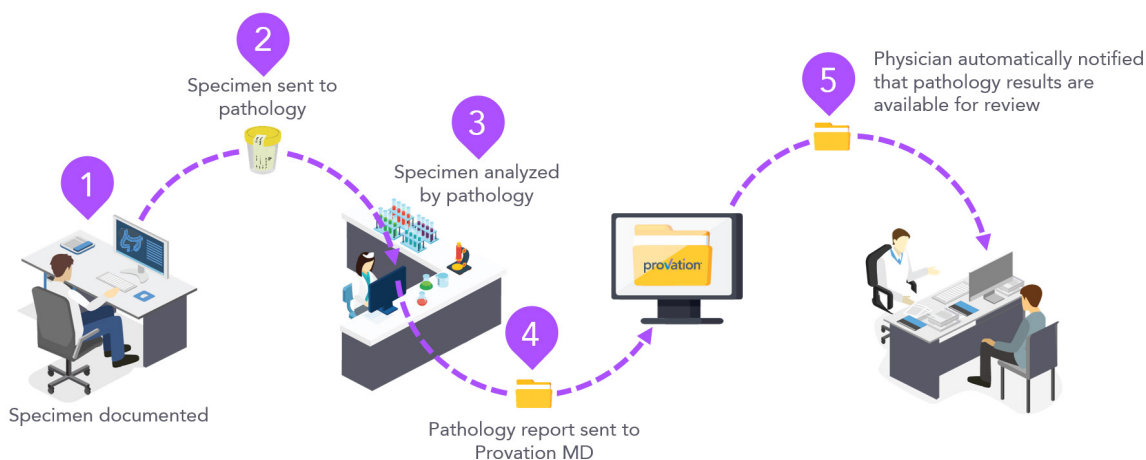 1
Specimen documented
2
Specimen sent to
pathology
3
Specimen analyzed
by pathology
4
Pathology report sent to
Provation MD
provation
5
Physician automatically notified
that pathology results are
available for review